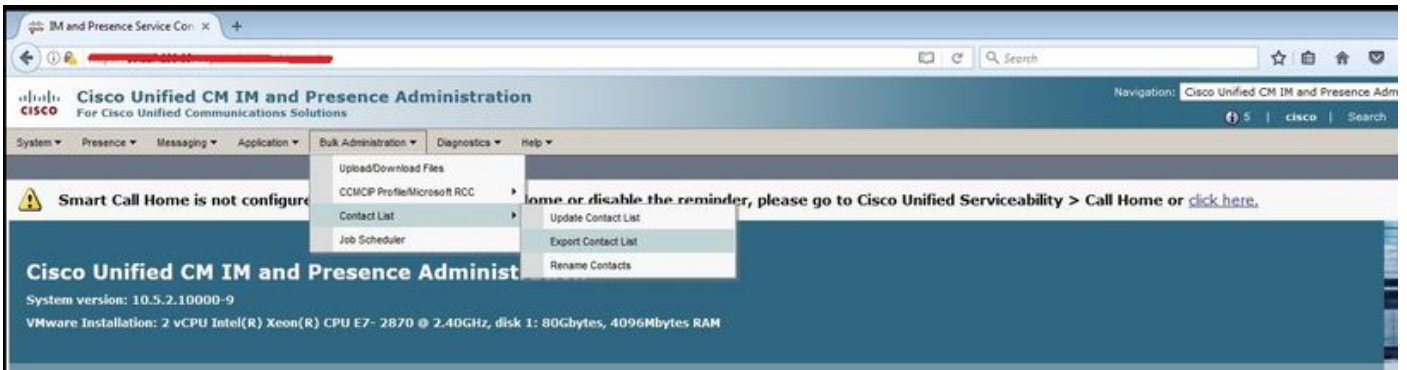 IM and Presence Service Con × +
Search
Cisco Unified CM IM and Presence Administration
CISCO For Cisco Unified Communications Solutions
Navigation: Cisco Unified CM IM and Presence Adm
5 | cisco | Search
System Presence Messaging Application Bulk Administration Diagnostics Help
Upload/Download Files
CCMCIP Profile/Microsoft RCC
Contact List
Job Scheduler
Update Contact List
Export Contact List
Rename Contacts
Smart Call Home is not configure ome or disable the reminder, please go to Cisco Unified Serviceability > Call Home or click here.
Cisco Unified CM IM and Presence Administ
System version: 10.5.2.10000-9
VMware Installation: 2 vCPU Intel(R) Xeon(R) CPU E7- 2870 @ 2.40GHz, disk 1: 80Gbytes, 4096Mbytes RAM